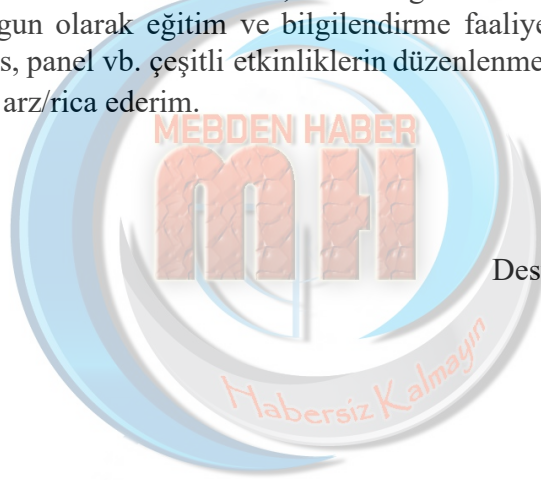 gun olarak eğitim ve bilgilendirme faaliye
s, panel vb. çeşitli etkinliklerin düzenlenme
arz/rica ederim.
MEBDEN HABER
MH
Des
Habersiz Kalmayın